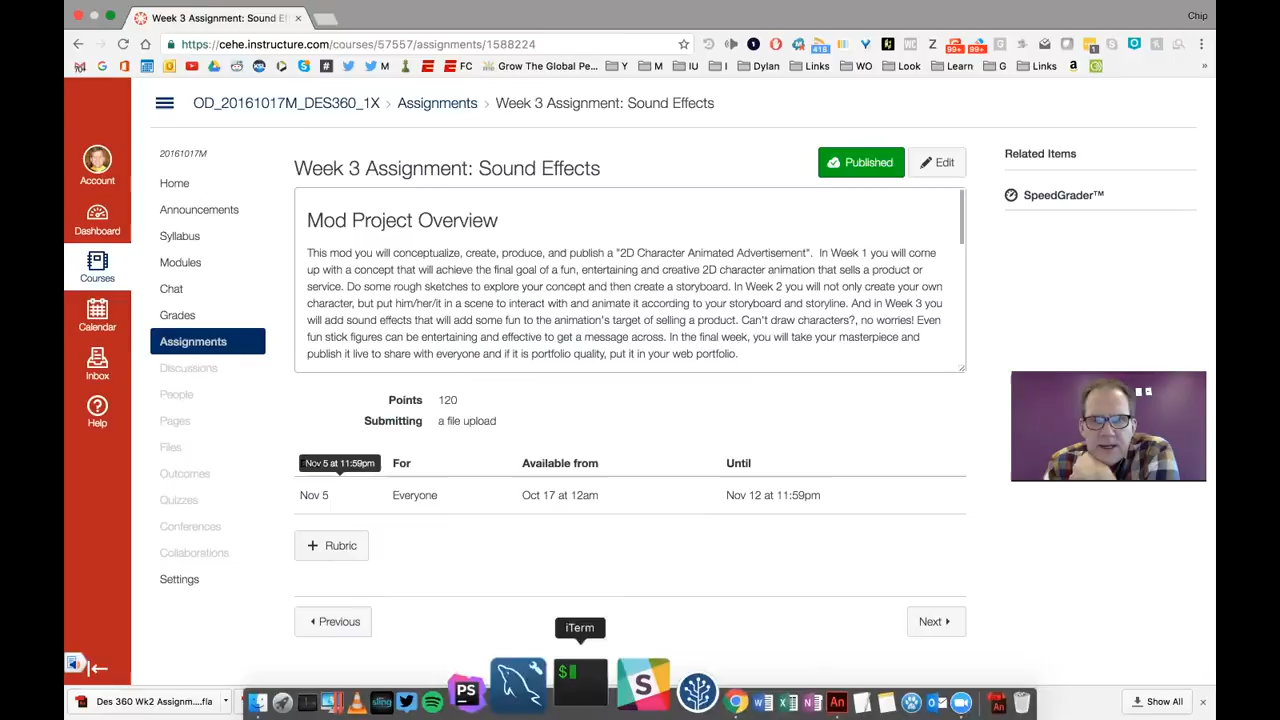 Week 3 Assignment: Sound Ef
Chip
https://cehe.instructure.com/courses/57557/assignments/1588224
418
99+
99+
1
FC
Grow The Global Pe...
Y
M
IU
I
Dylan
Links
WO
Look
Learn
G
Links
»
OD_20161017M_DES360_1X > Assignments > Week 3 Assignment: Sound Effects
Account
Dashboard
Courses
Calendar
Inbox
Help
20161017M
Home
Announcements
Syllabus
Modules
Chat
Grades
Assignments
Discussions
People
Pages
Files
Outcomes
Quizzes
Conferences
Collaborations
Settings
Week 3 Assignment: Sound Effects
Published
Edit
Mod Project Overview
This mod you will conceptualize, create, produce, and publish a "2D Character Animated Advertisement". In Week 1 you will come
up with a concept that will achieve the final goal of a fun, entertaining and creative 2D character animation that sells a product or
service. Do some rough sketches to explore your concept and then create a storyboard. In Week 2 you will not only create your own
character, but put him/her/it in a scene to interact with and animate it according to your storyboard and storyline. And in Week 3 you
will add sound effects that will add some fun to the animation's target of selling a product. Can't draw characters?, no worries! Even
fun stick figures can be entertaining and effective to get a message across. In the final week, you will take your masterpiece and
publish it live to share with everyone and if it is portfolio quality, put it in your web portfolio.
Points 120
Submitting a file upload
Nov 5 at 11:59pm
For
Available from
Until
Nov 5
Everyone
Oct 17 at 12am
Nov 12 at 11:59pm
+ Rubric
Previous
Next
Related Items
SpeedGrader™
iTerm
PS
$
S
sling
An
An
Des 360 Wk2 Assignm....fla
Show All